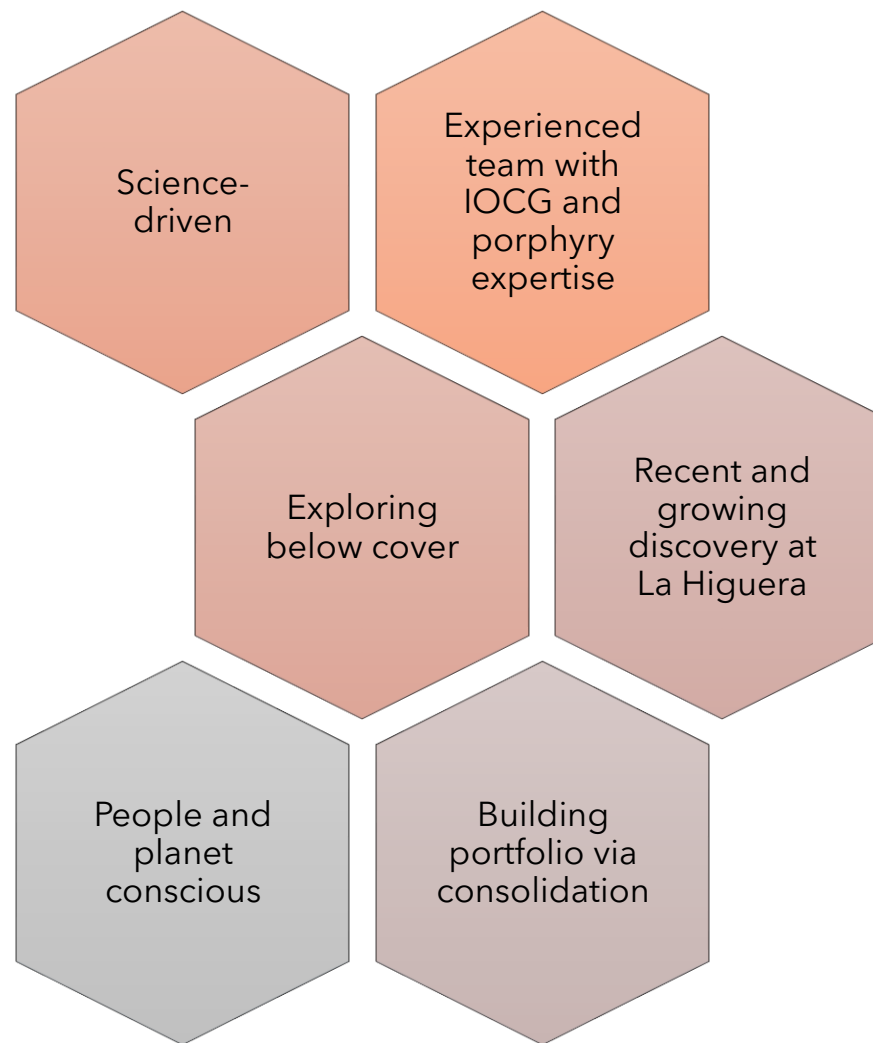 Science-
driven
Experienced
team with
IOCG and
porphyry
expertise
Exploring
below cover
Recent and
growing
discovery at
La Higuera
People and
planet
conscious
Building
portfolio via
consolidation